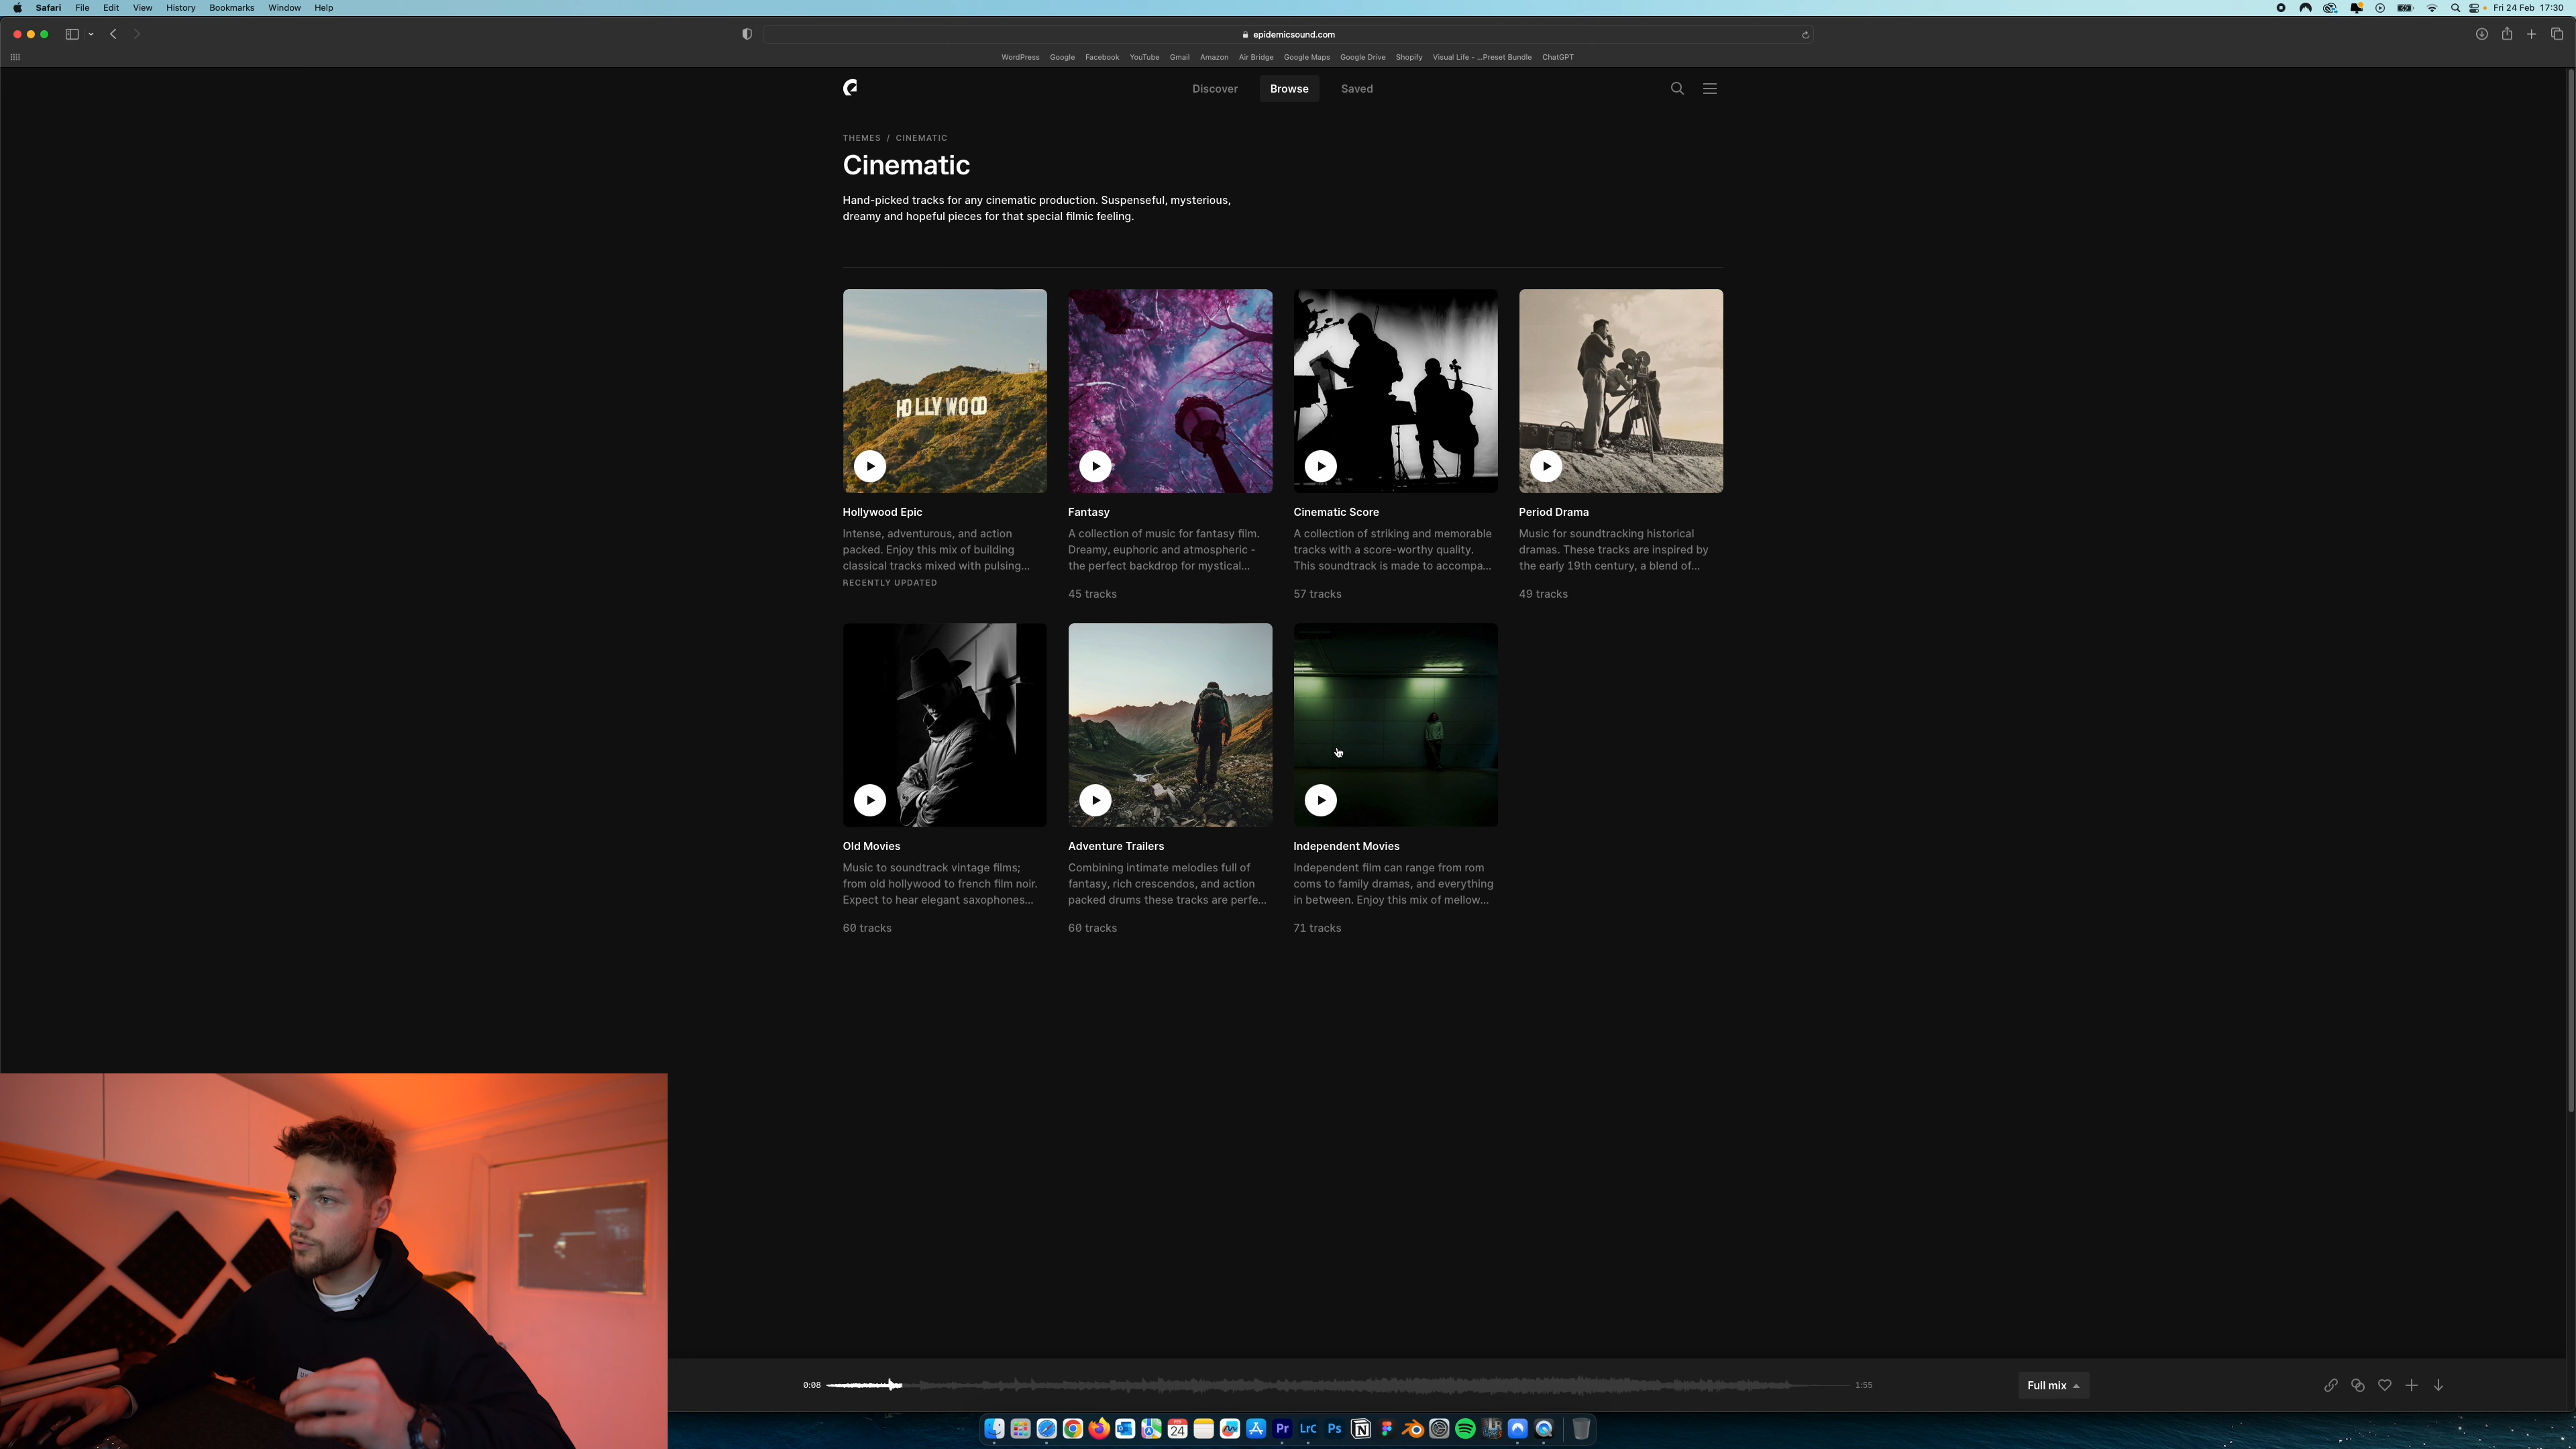 Safari File Edit View History Bookmarks Window Help
Fri 24 Feb 17:30
epidemicsound.com
WordPress Google Facebook YouTube Gmail Amazon Air Bridge Google Maps Google Drive Shopify Visual Life - ...Preset Bundle ChatGPT
Discover Browse Saved
THEMES / CINEMATIC
Cinematic
Hand-picked tracks for any cinematic production. Suspenseful, mysterious,
dreamy and hopeful pieces for that special filmic feeling.
HOLLYWOOD
Hollywood Epic
Intense, adventurous, and action
packed. Enjoy this mix of building
classical tracks mixed with pulsing...
RECENTLY UPDATED
Fantasy
A collection of music for fantasy film.
Dreamy, euphoric and atmospheric -
the perfect backdrop for mystical...
45 tracks
Cinematic Score
A collection of striking and memorable
tracks with a score-worthy quality.
This soundtrack is made to accompa...
57 tracks
Period Drama
Music for soundtracking historical
dramas. These tracks are inspired by
the early 19th century, a blend of...
49 tracks
Old Movies
Music to soundtrack vintage films;
from old hollywood to french film noir.
Expect to hear elegant saxophones...
60 tracks
Adventure Trailers
Combining intimate melodies full of
fantasy, rich crescendos, and action
packed drums these tracks are perfe...
60 tracks
Independent Movies
Independent film can range from rom
coms to family dramas, and everything
in between. Enjoy this mix of mellow...
71 tracks
0:08
1:55
Full mix
24 Pr LrC Ps